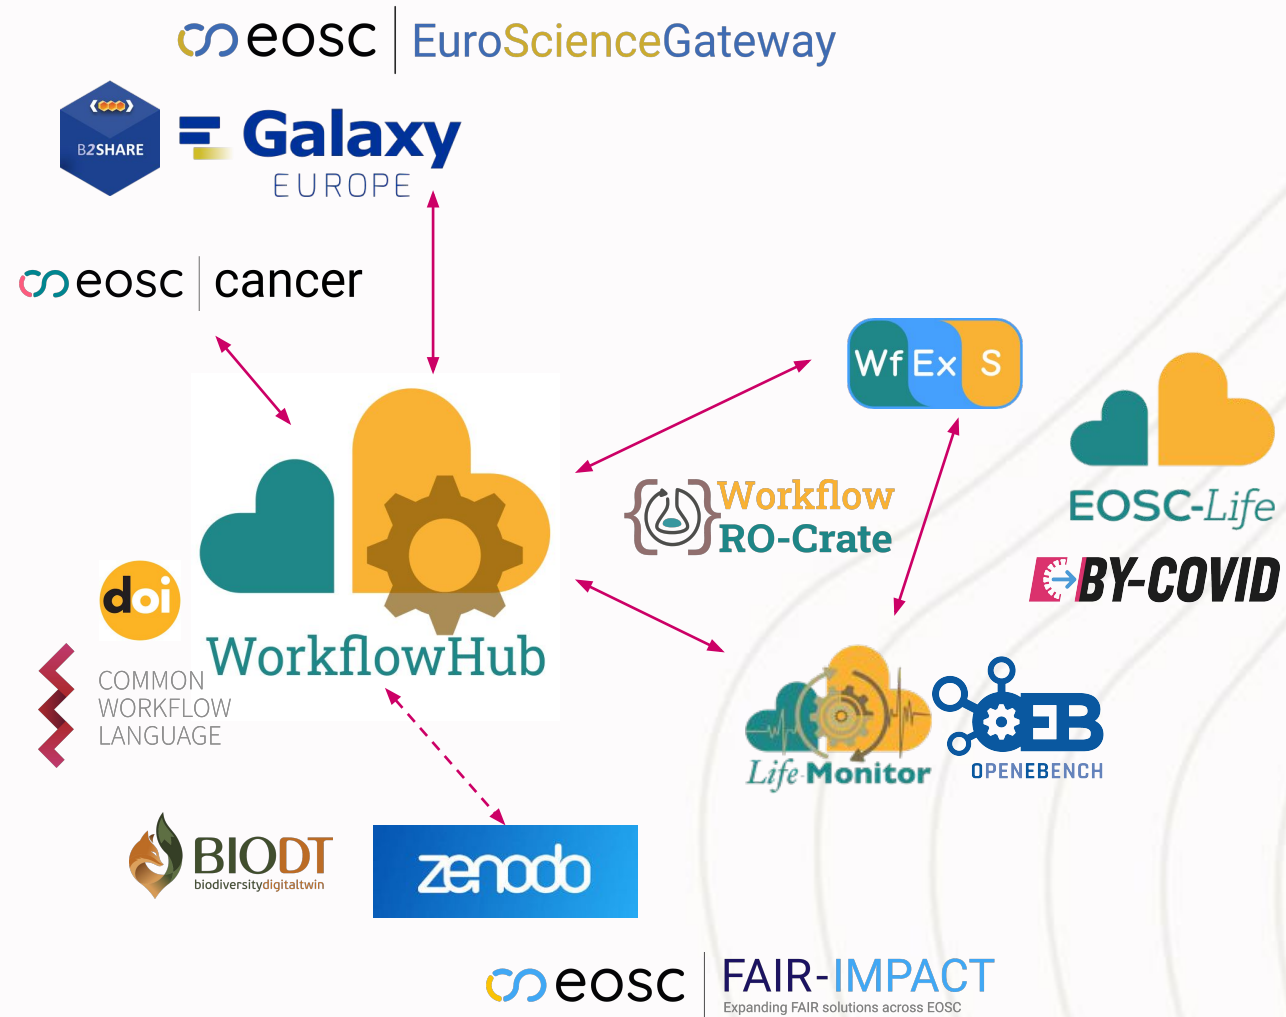 eosc | EuroScienceGateway
B2SHARE
Galaxy
EUROPE
eosc | cancer
Wf Ex S
EOSC-Life
Workflow
RO-Crate
BY-COVID
doi
WorkflowHub
COMMON
WORKFLOW
LANGUAGE
Life-Monitor
EB
OPENEBENCH
BIODT
biodiversitydigitaltwin
zenodo
eosc | FAIR-IMPACT
Expanding FAIR solutions across EOSC